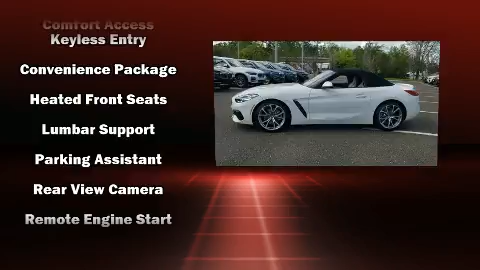 Comfort Access
Keyless Entry
Convenience Package
Heated Front Seats
Lumbar Support
Parking Assistant
Rear View Camera
Remote Engine Start